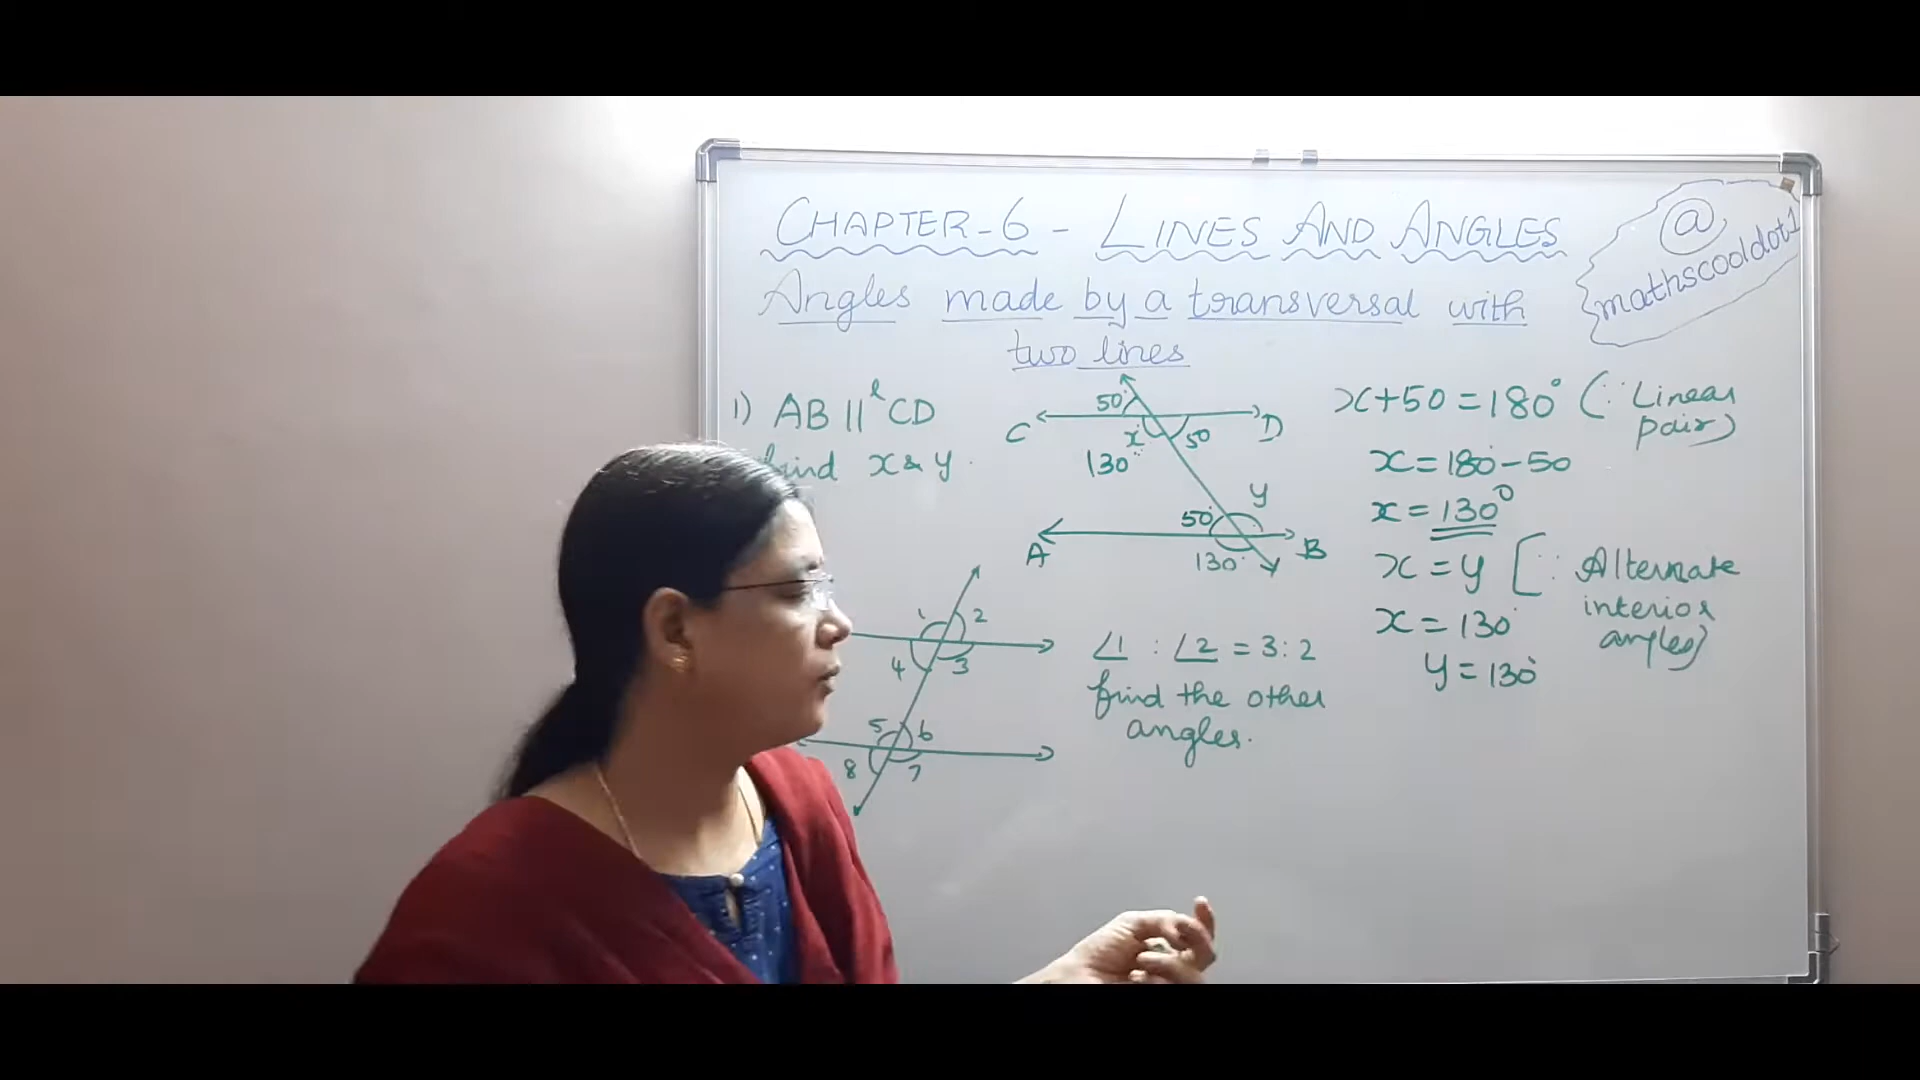 CHAPTER-6 - LINES AND ANGLES
@mathscooldot1
Angles made by a transversal with
two lines
1) AB ||ˡ CD
find x & y.
50°
C D
x 50
130°
y
50°
A B
130°
x+50 = 180° (∵ Linear
pair)
x = 180 - 50
x = 130°
x = y [∵ Alternate
interior
angles)
x = 130°
y = 130°
1 2
4 3
5 6
8 7
∠1 : ∠2 = 3:2
find the other
angles.